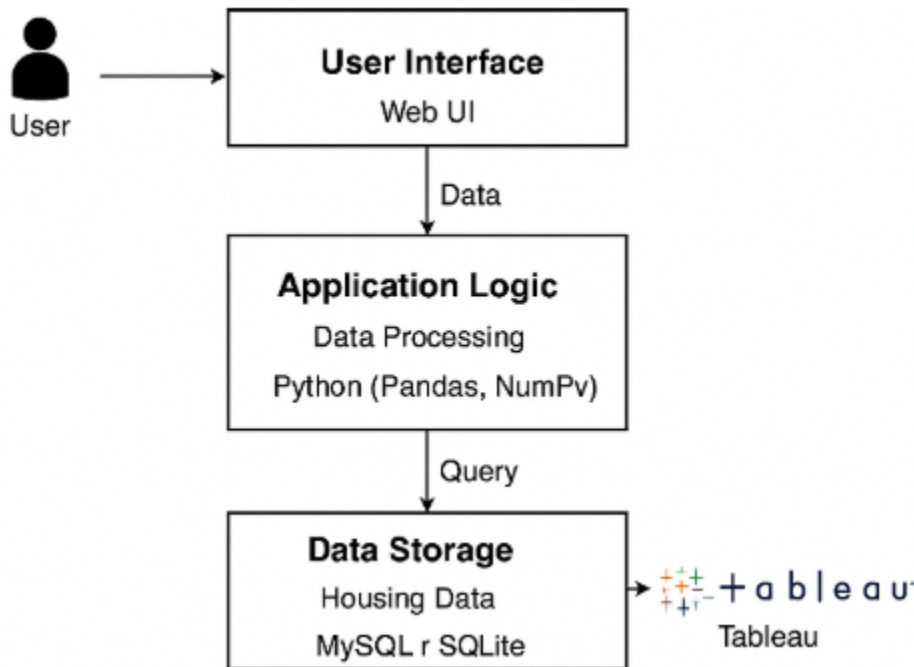 User
User Interface
Web UI
Data
Application Logic
Data Processing
Python (Pandas, NumPv)
Query
Data Storage
Housing Data
MySQL r SQLite
+ableau
Tableau